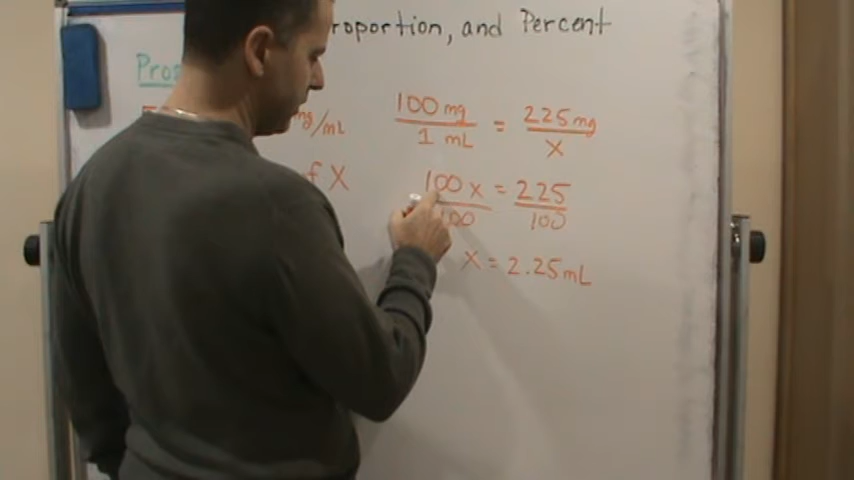 roportion, and Percent
Pro
mg/mL
100 mg = 225 mg
1 mL X
f X
100 X = 225
100 100
X = 2.25 mL